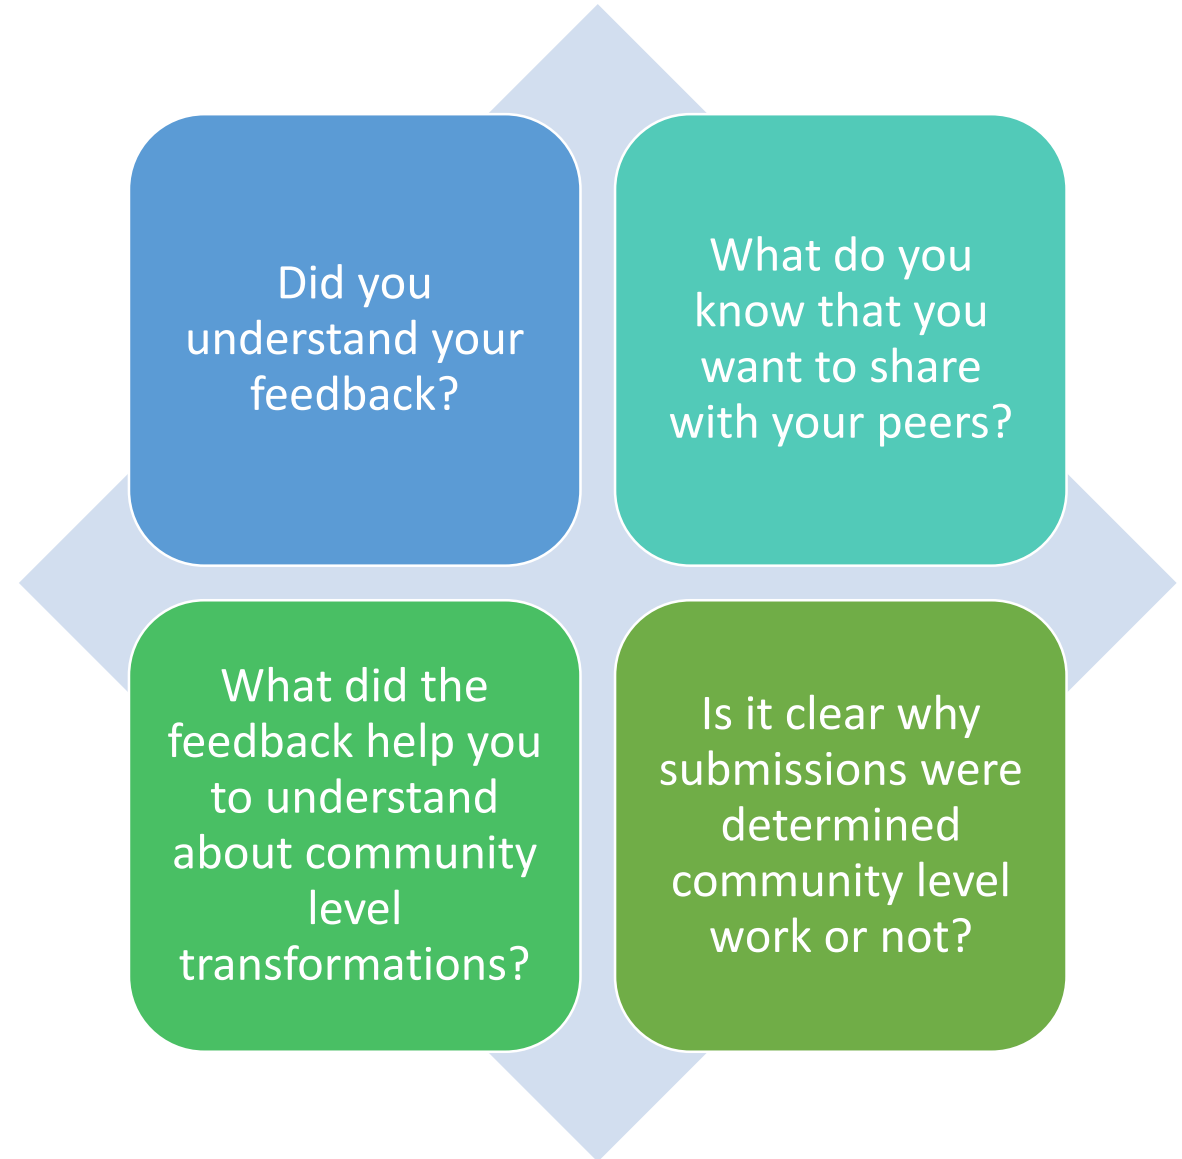 Did you
understand your
feedback?
What do you
know that you
want to share
with your peers?
What did the
feedback help you
to understand
about community
level
transformations?
Is it clear why
submissions were
determined
community level
work or not?